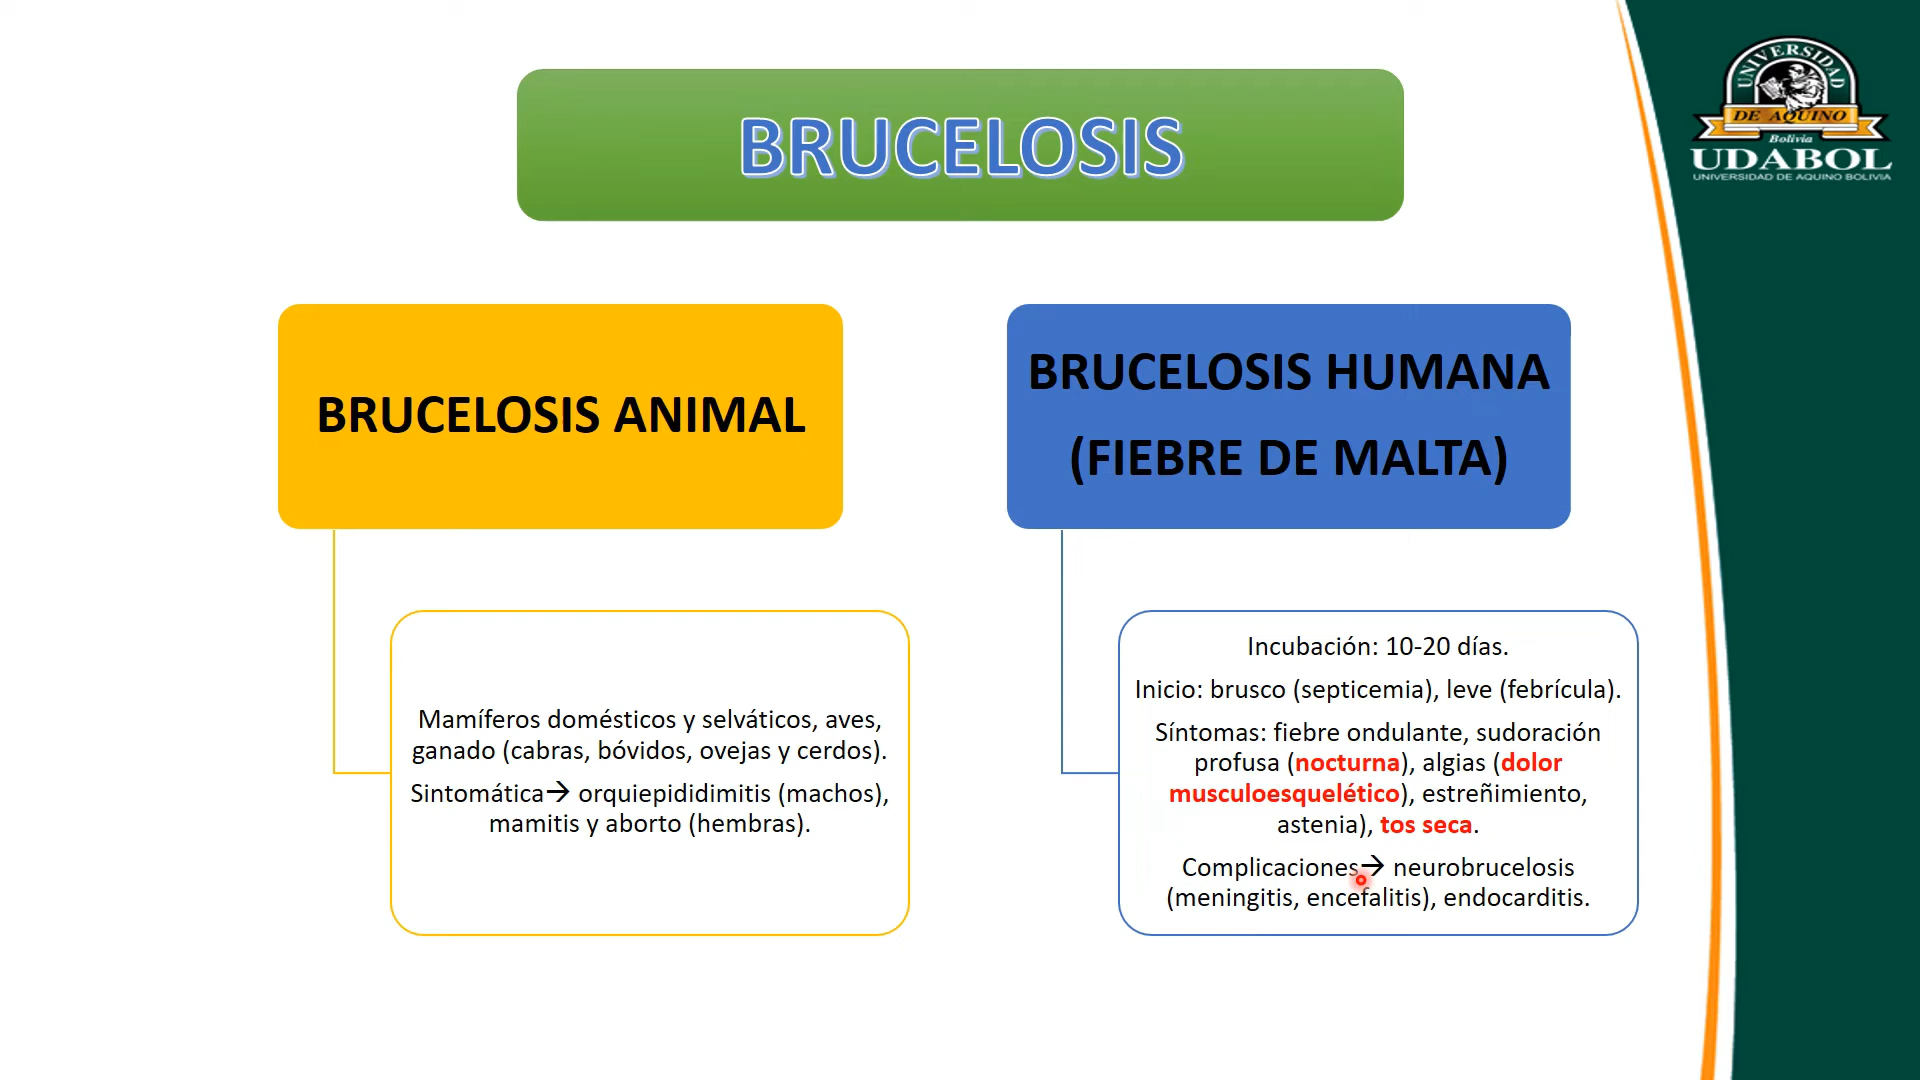 BRUCELOSIS
UNIVERSIDAD
DE AQUINO
Bolivia
UDABOL
UNIVERSIDAD DE AQUINO BOLIVIA
BRUCELOSIS ANIMAL
Mamíferos domésticos y selváticos, aves,
ganado (cabras, bóvidos, ovejas y cerdos).
Sintomática→ orquiepididimitis (machos),
mamitis y aborto (hembras).
BRUCELOSIS HUMANA
(FIEBRE DE MALTA)
Incubación: 10-20 días.
Inicio: brusco (septicemia), leve (febrícula).
Síntomas: fiebre ondulante, sudoración
profusa (nocturna), algias (dolor
musculoesquelético), estreñimiento,
astenia), tos seca.
Complicaciones→ neurobrucelosis
(meningitis, encefalitis), endocarditis.